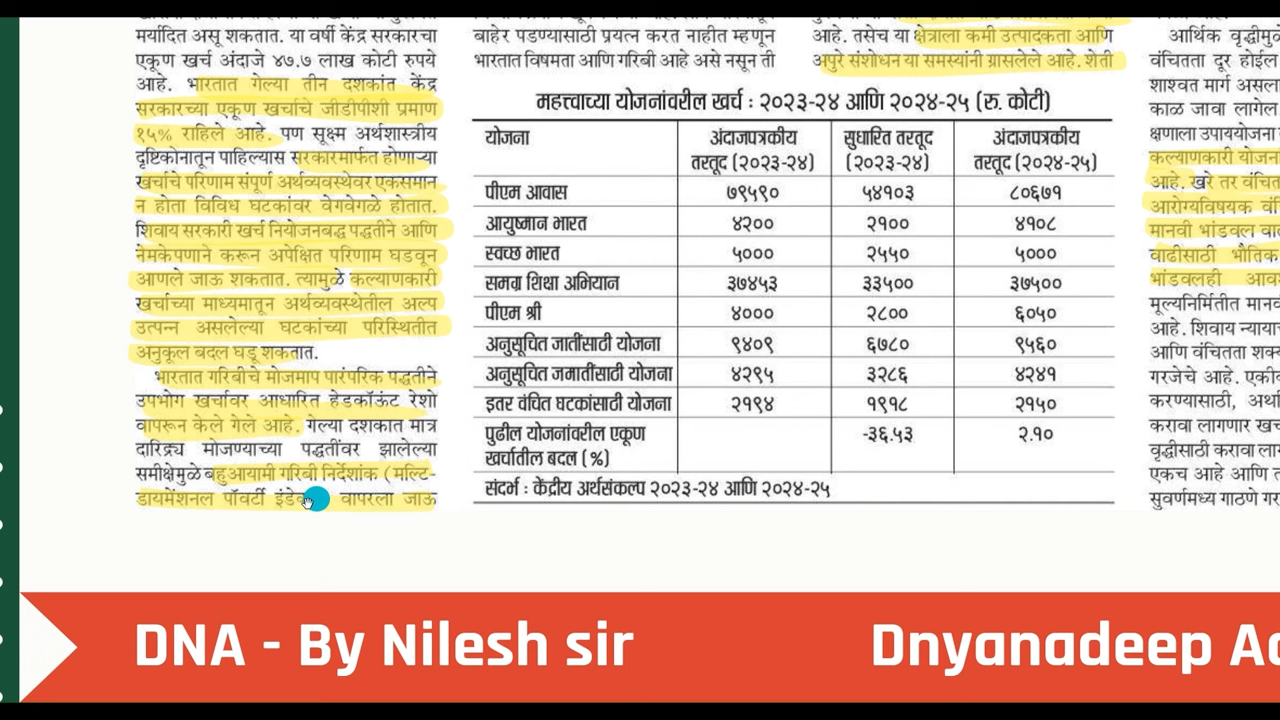 मर्यादित असू शकतात. या वर्षी केंद्र सरकारचा
एकूण खर्च अंदाजे ४७.७ लाख कोटी रुपये
आहे. भारतात गेल्या तीन दशकांत केंद्र
सरकारच्या एकूण खर्चाचे जीडीपीशी प्रमाण
१५% राहिले आहे. पण सूक्ष्म अर्थशास्त्रीय
दृष्टिकोनातून पाहिल्यास सरकारमार्फत होणाऱ्या
खर्चाचे परिणाम संपूर्ण अर्थव्यवस्थेवर एकसमान
न होता विविध घटकांवर वेगवेगळे होतात.
शिवाय सरकारी खर्च नियोजनबद्ध पद्धतीने आणि
नेमकेपणाने करून अपेक्षित परिणाम घडवून
आणले जाऊ शकतात. त्यामुळे कल्याणकारी
खर्चाच्या माध्यमातून अर्थव्यवस्थेतील अल्प
उत्पन्न असलेल्या घटकांच्या परिस्थितीत
अनुकूल बदल घडू शकतात.
भारतात गरिबीचे मोजमाप पारंपरिक पद्धतीने
उपभोग खर्चावर आधारित हेडकॉऊंट रेशो
वापरून केले गेले आहे. गेल्या दशकात मात्र
दारिद्र्य मोजण्याच्या पद्धतींवर झालेल्या
समीक्षेमुळे बहुआयामी गरिबी निर्देशांक (मल्टि-
डायमेंशनल पॉवर्टी वापरला जाऊ
बाहेर पडण्यासाठी प्रयत्न करत नाहीत म्हणून
भारतात विषमता आणि गरिबी आहे असे नसून ती
आहे. तसेच या क्षेत्राला कमी उत्पादकता आणि
अपुरे संशोधन या समस्यांनी ग्रासलेले आहे. शेती
महत्त्वाच्या योजनांवरील खर्च : २०२३-२४ आणि २०२४-२५ (रु. कोटी)
योजना अंदाजपत्रकीय तरतूद (२०२३-२४) सुधारित तरतूद (२०२३-२४) अंदाजपत्रकीय तरतूद (२०२४-२५)
पीएम आवास ७९५९० ५४१०३ ८०६७१
आयुष्मान भारत ४२०० २१०० ४१०८
स्वच्छ भारत ५००० २५५० ५०००
समग्र शिक्षा अभियान ३७४५३ ३३५०० ३७५००
पीएम श्री ४००० २८०० ६०५०
अनुसूचित जातींसाठी योजना ९४०९ ६७८० ९५६०
अनुसूचित जमातींसाठी योजना ४२९५ ३२८६ ४२४१
इतर वंचित घटकांसाठी योजना २१९४ १९१८ २१५०
पुढील योजनांवरील एकूण खर्चातील बदल (%) -३६.५३ २.१०
संदर्भ : केंद्रीय अर्थसंकल्प २०२३-२४ आणि २०२४-२५
आर्थिक
वंचितता दूर होईल
शाश्वत मार्ग
काळ जावा लागेल
क्षणाला उपाययोजना
कल्याणकारी
आहे. खरे तर
आरोग्यविषयक
मानवी भांडवल
वाढीसाठी भौतिक
भांडवलही
मूल्यनिर्मितीत
आहे. शिवाय
आणि वंचितता
गरजेचे आहे.
करण्यासाठी,
करावा लागणार
वृद्धीसाठी करावा
एकच आहे आणि
सुवर्णमध्य गाठणे
DNA - By Nilesh sir
Dnyanadeep